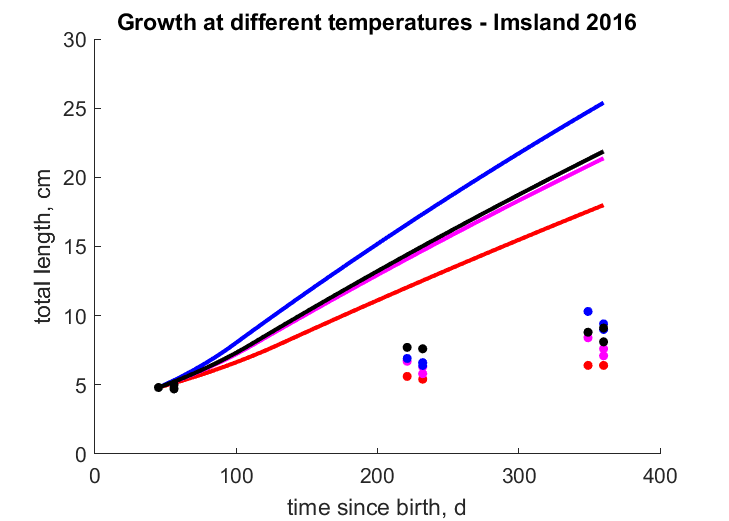 Growth at different temperatures - Imsland 2016
30
25
20
15
10
5
0
total length, cm
0 100 200 300 400
time since birth, d